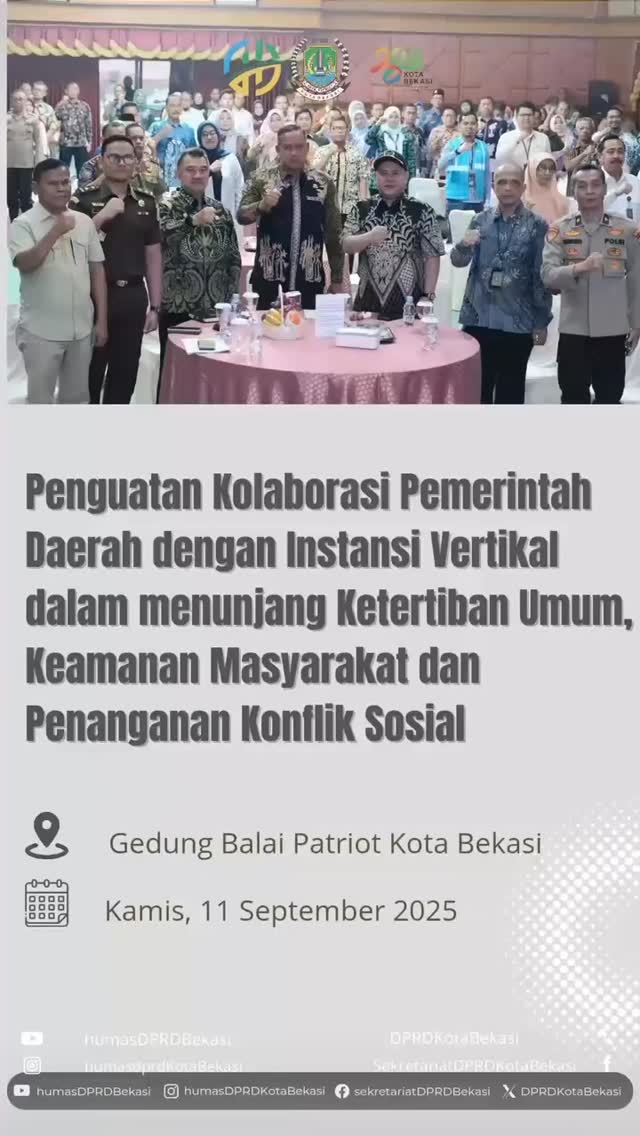 KOTA
BEKASI
POLISI
Penguatan Kolaborasi Pemerintah
Daerah dengan Instansi Vertikal
dalam menunjang Ketertiban Umum,
Keamanan Masyarakat dan
Penanganan Konflik Sosial
Gedung Balai Patriot Kota Bekasi
Kamis, 11 September 2025
humasDPRDBekasi DPRDKotaBekasi
humasdprdKotaBekasi SekretariatDPRDKotaBekasi
humasDPRDBekasi humasDPRDKotaBekasi sekretariatDPRDBekasi DPRDKotaBekasi